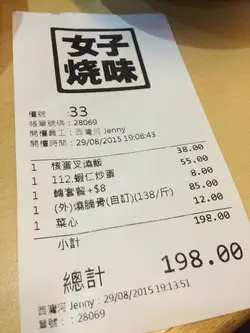 女子
燒味
檯號 :33
帳單號碼:28069
開檯員工:西灣河 Jenny
開檯時間:29/08/2015 19:08:43
1 核蛋叉燒飯 38.00
1 112.蝦仁炒蛋 55.00
1 轉套餐+$8 8.00
1 (外)燒腩骨(自訂)(138/斤) 85.00
1 菜心 12.00
小計 198.00
總計 198.00
西灣河 Jenny:29/08/2015 19:13:51
單號::28069